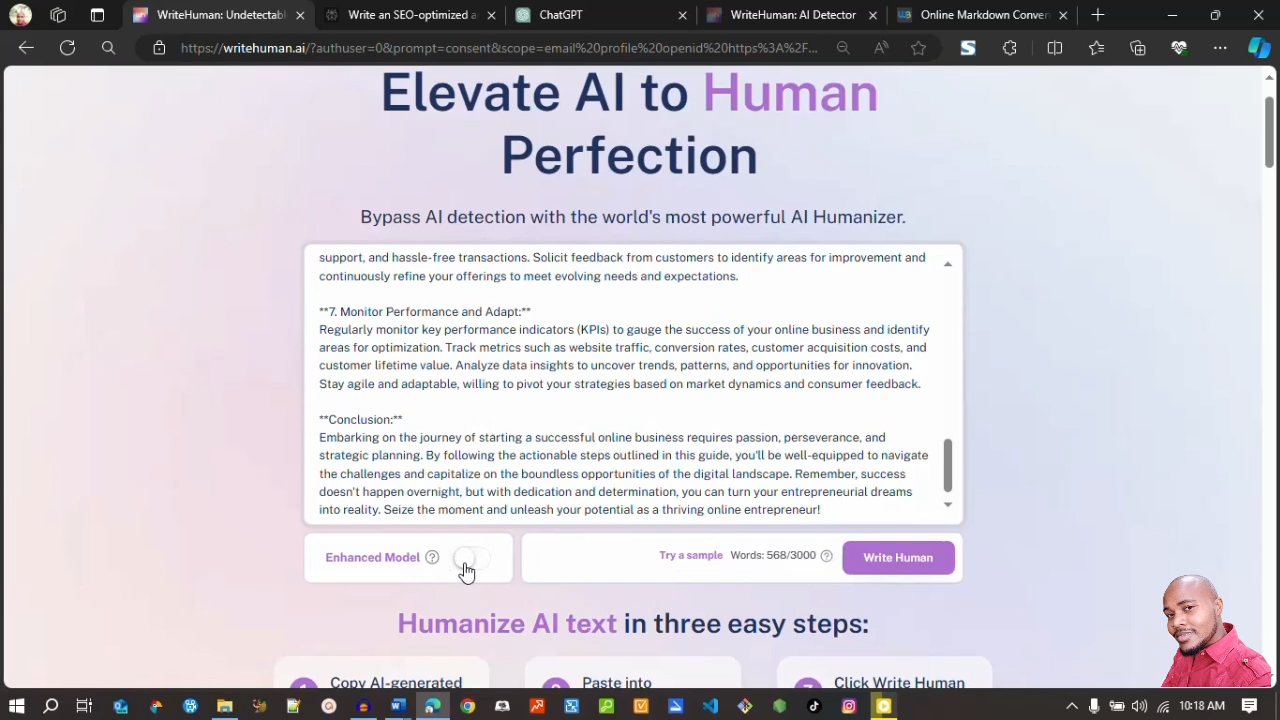 WriteHuman: Undetectabl
Write an SEO-optimized a
ChatGPT
WriteHuman: AI Detector
Online Markdown Conver
https://writehuman.ai/?authuser=0&prompt=consent&scope=email%20profile%20openid%20https%3A%2F...
Elevate AI to Human
Perfection
Bypass AI detection with the world's most powerful AI Humanizer.
support, and hassle-free transactions. Solicit feedback from customers to identify areas for improvement and
continuously refine your offerings to meet evolving needs and expectations.
**7. Monitor Performance and Adapt:**
Regularly monitor key performance indicators (KPIs) to gauge the success of your online business and identify
areas for optimization. Track metrics such as website traffic, conversion rates, customer acquisition costs, and
customer lifetime value. Analyze data insights to uncover trends, patterns, and opportunities for innovation.
Stay agile and adaptable, willing to pivot your strategies based on market dynamics and consumer feedback.
**Conclusion:**
Embarking on the journey of starting a successful online business requires passion, perseverance, and
strategic planning. By following the actionable steps outlined in this guide, you'll be well-equipped to navigate
the challenges and capitalize on the boundless opportunities of the digital landscape. Remember, success
doesn't happen overnight, but with dedication and determination, you can turn your entrepreneurial dreams
into reality. Seize the moment and unleash your potential as a thriving online entrepreneur!
Enhanced Model
Try a sample Words: 568/3000
Write Human
Humanize AI text in three easy steps:
Copy AI-generated
Paste into
Click Write Human
10:18 AM